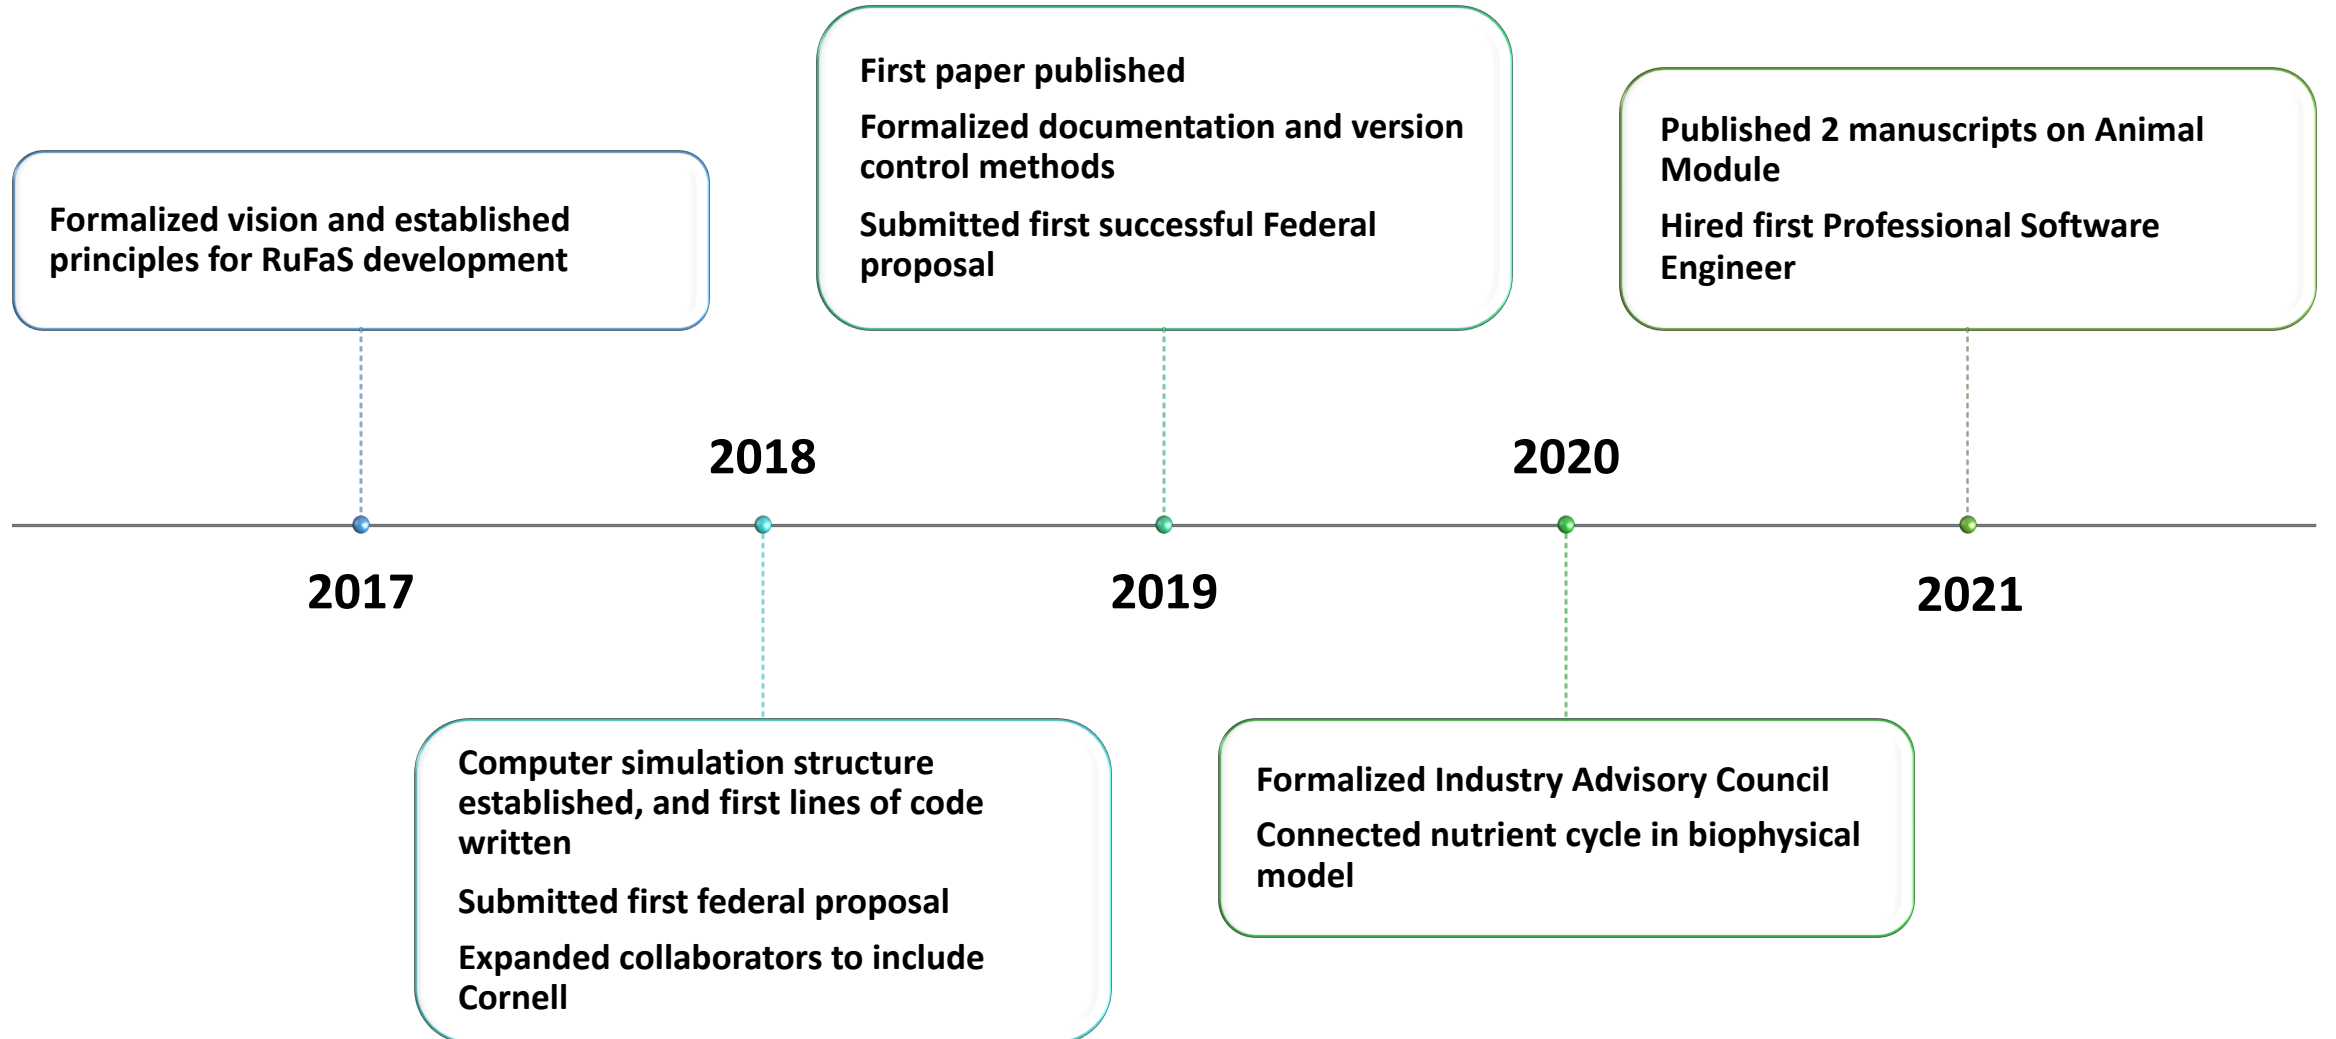 First paper published
Formalized documentation and version
control methods
Submitted first successful Federal
proposal
Published 2 manuscripts on Animal
Module
Hired first Professional Software
Engineer
Formalized vision and established
principles for RuFaS development
2018
2020
2017
2019
2021
Computer simulation structure
established, and first lines of code
written
Submitted first federal proposal
Expanded collaborators to include
Cornell
Formalized Industry Advisory Council
Connected nutrient cycle in biophysical
model